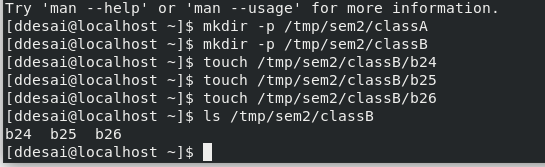 Try 'man --help' or 'man --usage' for more information.
[ddesai@localhost ~]$ mkdir -p /tmp/sem2/classA
[ddesai@localhost ~]$ mkdir -p /tmp/sem2/classB
[ddesai@localhost ~]$ touch /tmp/sem2/classB/b24
[ddesai@localhost ~]$ touch /tmp/sem2/classB/b25
[ddesai@localhost ~]$ touch /tmp/sem2/classB/b26
[ddesai@localhost ~]$ ls /tmp/sem2/classB
b24  b25  b26
[ddesai@localhost ~]$